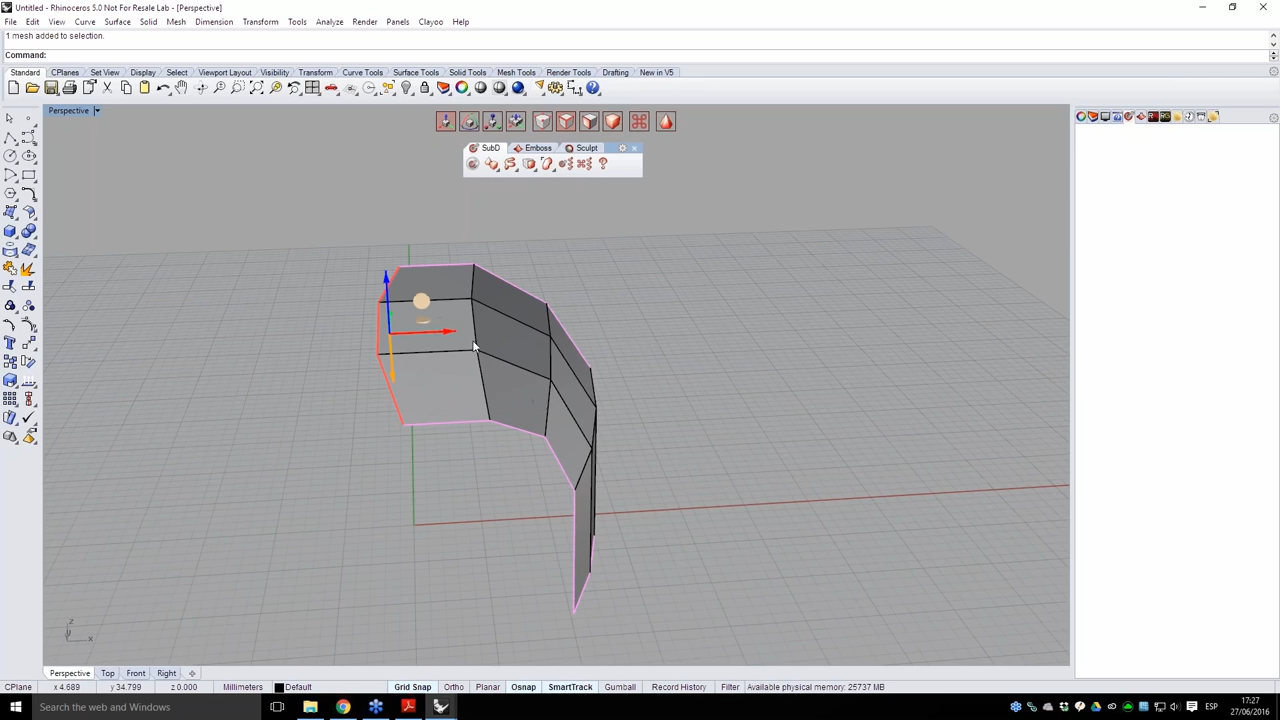 Untitled - Rhinoceros 5.0 Not For Resale Lab - [Perspective]
File Edit View Curve Surface Solid Mesh Dimension Transform Tools Analyze Render Panels Clayoo Help
1 mesh added to selection.
Command:
Standard CPlanes Set View Display Select Viewport Layout Visibility Transform Curve Tools Surface Tools Solid Tools Mesh Tools Render Tools Drafting New in V5
Perspective
SubD Emboss Sculpt
z
y
x
Perspective Top Front Right
CPlane x 4.689 y 34.799 z 0.000 Millimeters Default Grid Snap Ortho Planar Osnap SmartTrack Gumball Record History Filter Available physical memory: 25737 MB
Search the web and Windows
ESP
17:27
27/06/2016